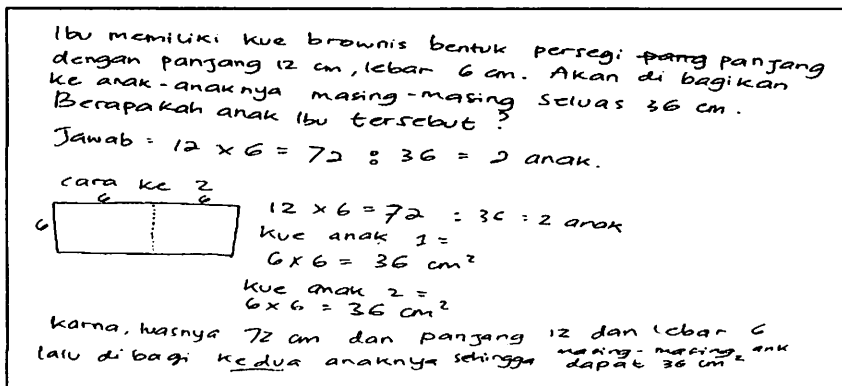 Ibu memiliki kue brownis bentuk persegi pang panjang
dengan panjang 12 cm, lebar 6 cm. Akan di bagikan
ke anak-anaknya masing-masing seluas 36 cm.
Berapakah anak Ibu tersebut ?
Jawab = 12 x 6 = 72 : 36 = 2 anak.
cara ke 2
6 6
6
12 x 6 = 72 : 36 = 2 anak
Kue anak 1 =
6 x 6 = 36 cm²
Kue anak 2 =
6 x 6 = 36 cm²
Karna, luasnya 72 cm dan panjang 12 dan lebar 6
lalu di bagi kedua anaknya sehingga masing-masing ank dapat 36 cm²